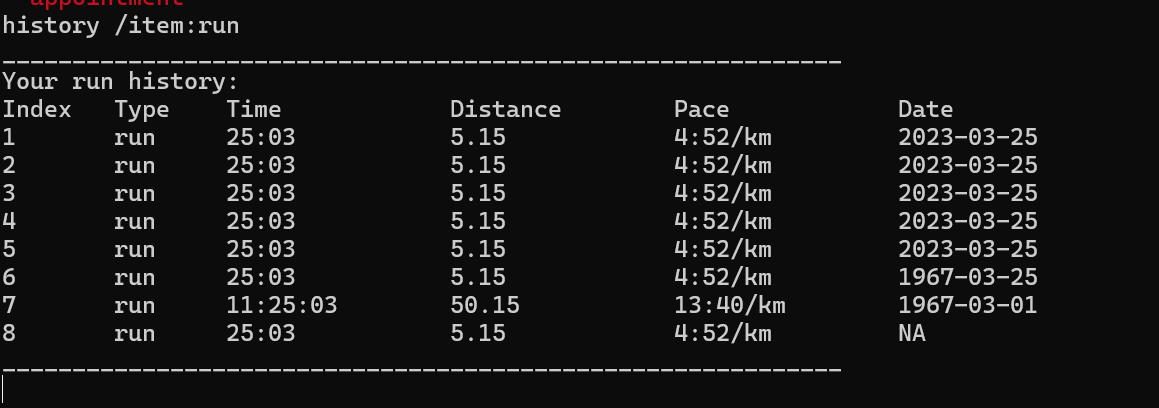 appointment
history /item:run
____________________________________________________________
Your run history:
Index   Type    Time            Distance        Pace            Date
1       run     25:03           5.15            4:52/km         2023-03-25
2       run     25:03           5.15            4:52/km         2023-03-25
3       run     25:03           5.15            4:52/km         2023-03-25
4       run     25:03           5.15            4:52/km         2023-03-25
5       run     25:03           5.15            4:52/km         2023-03-25
6       run     25:03           5.15            4:52/km         1967-03-25
7       run     11:25:03        50.15           13:40/km        1967-03-01
8       run     25:03           5.15            4:52/km         NA
____________________________________________________________